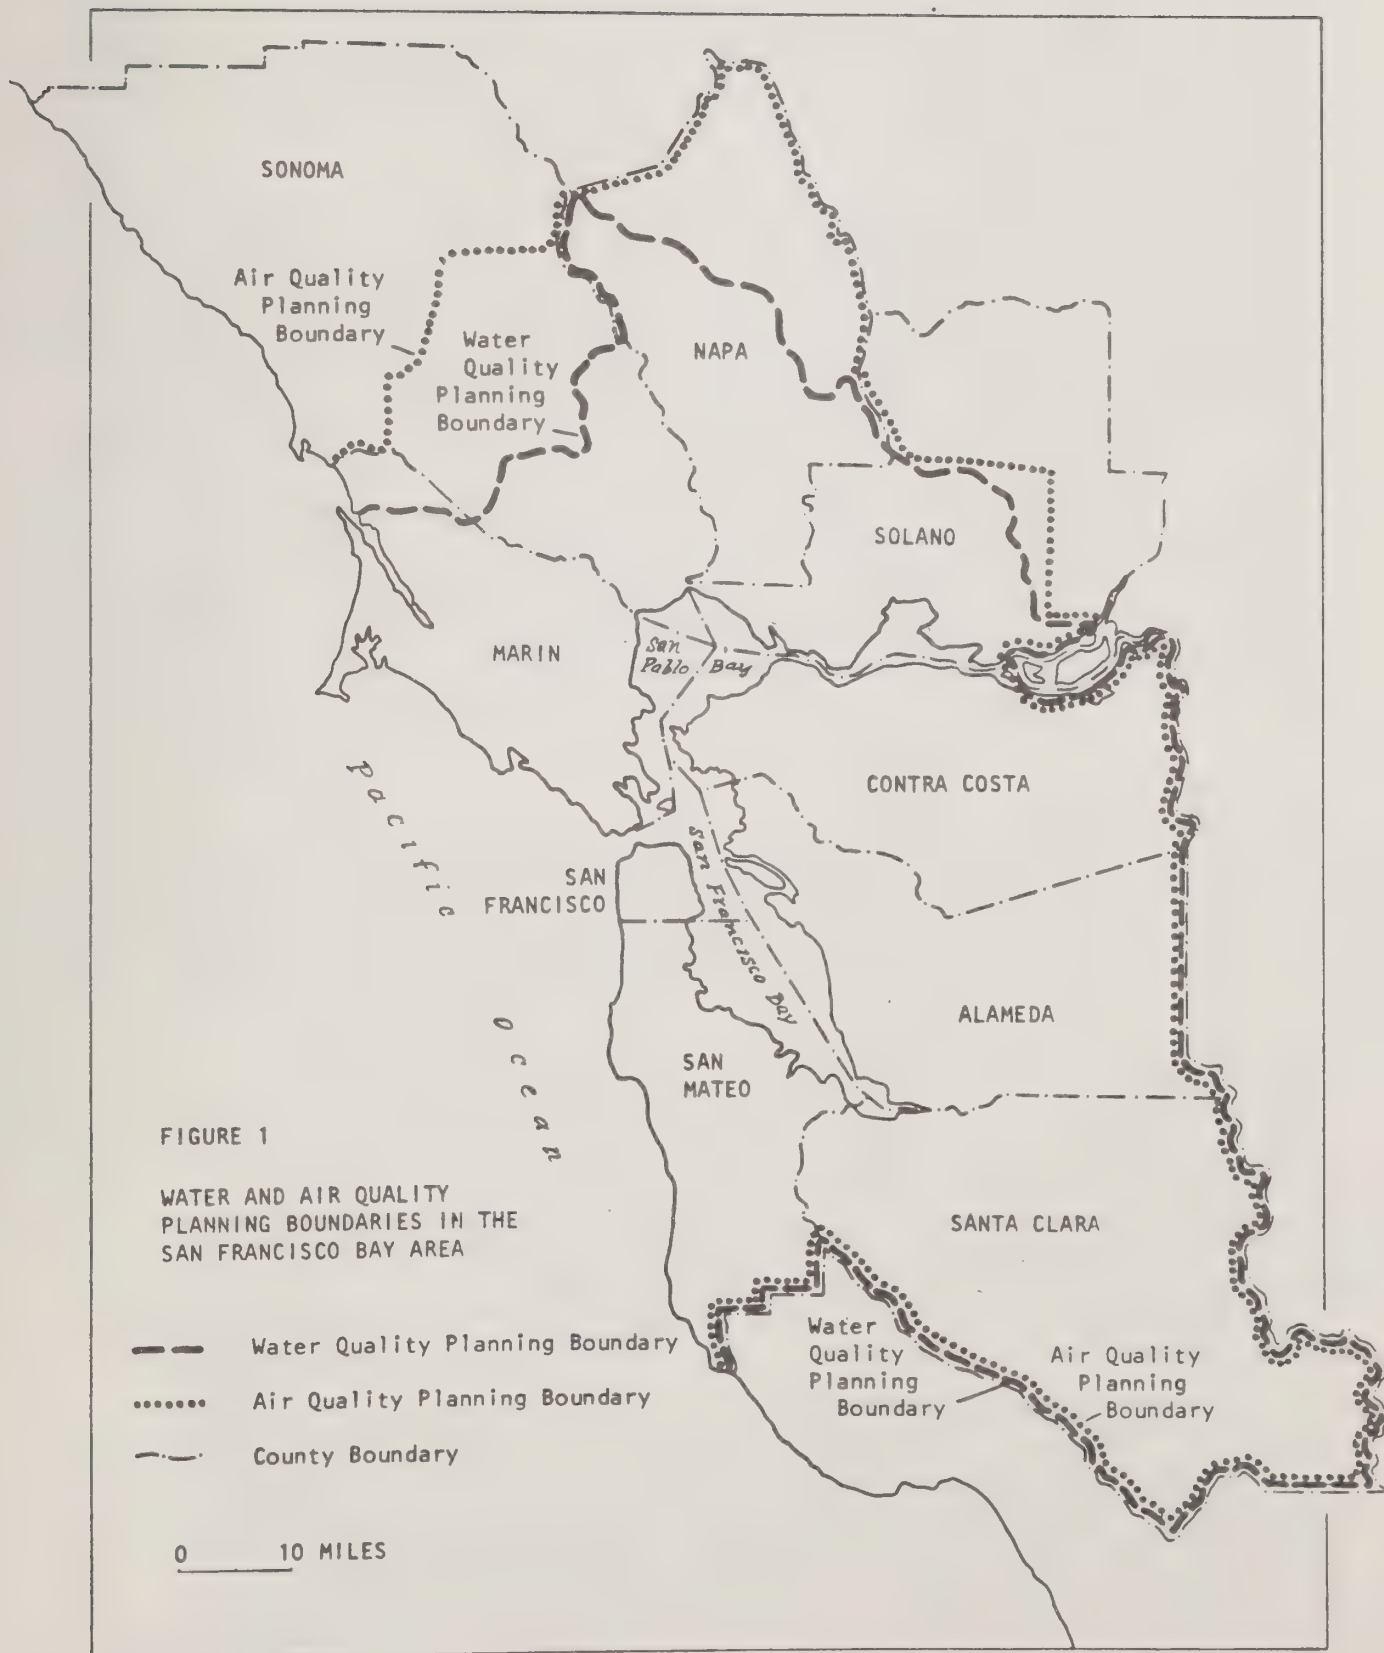 SONOMA
Air Quality
Planning
Boundary
Water
Quality
Planning
Boundary
NAPA
SOLANO
MARIN
San
Pablo Bay
CONTRA COSTA
Pacific
Ocean
SAN
FRANCISCO
San Francisco Bay
ALAMEDA
SAN
MATEO
SANTA CLARA
Water
Quality
Planning
Boundary
Air Quality
Planning
Boundary
FIGURE 1
WATER AND AIR QUALITY
PLANNING BOUNDARIES IN THE
SAN FRANCISCO BAY AREA
Water Quality Planning Boundary
Air Quality Planning Boundary
County Boundary
0 10 MILES